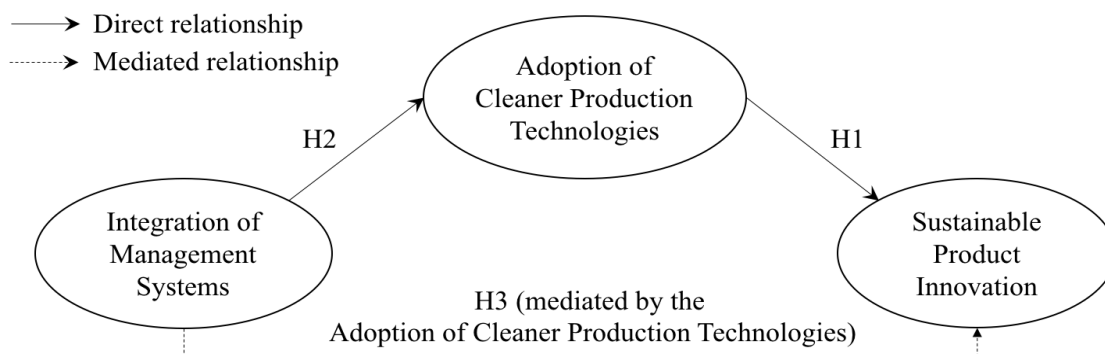 Direct relationship
Mediated relationship
Adoption of
Cleaner Production
Technologies
H2
H1
Integration of
Management
Systems
Sustainable
Product
Innovation
H3 (mediated by the
Adoption of Cleaner Production Technologies)